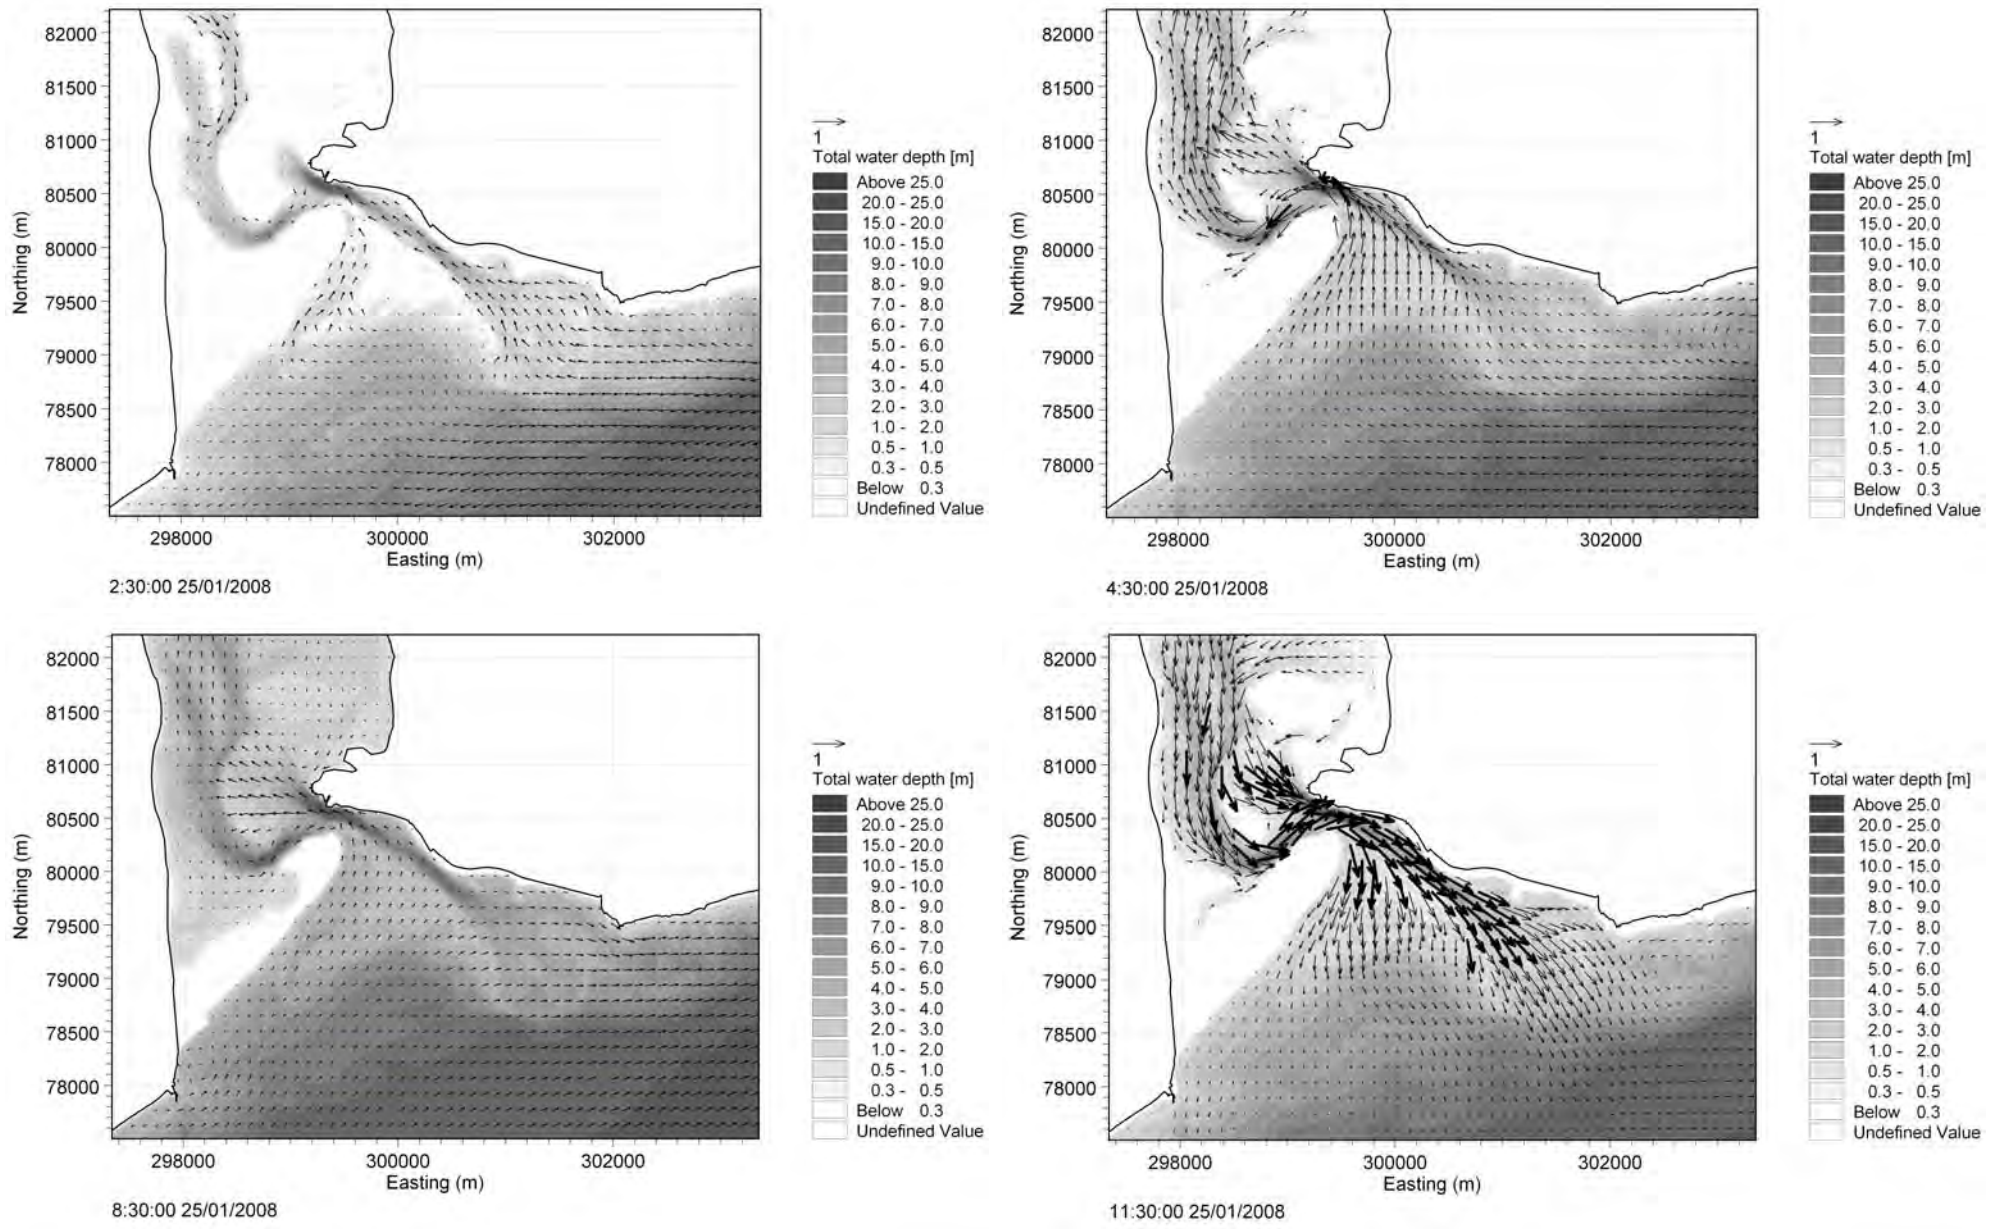 82000
81500
81000
80500
80000
79500
79000
78500
78000
Northing (m)
298000 300000 302000
Easting (m)
2:30:00 25/01/2008
1
Total water depth [m]
Above 25.0
20.0 - 25.0
15.0 - 20.0
10.0 - 15.0
9.0 - 10.0
8.0 - 9.0
7.0 - 8.0
6.0 - 7.0
5.0 - 6.0
4.0 - 5.0
3.0 - 4.0
2.0 - 3.0
1.0 - 2.0
0.5 - 1.0
0.3 - 0.5
Below 0.3
Undefined Value
82000
81500
81000
80500
80000
79500
79000
78500
78000
Northing (m)
298000 300000 302000
Easting (m)
4:30:00 25/01/2008
1
Total water depth [m]
Above 25.0
20.0 - 25.0
15.0 - 20.0
10.0 - 15.0
9.0 - 10.0
8.0 - 9.0
7.0 - 8.0
6.0 - 7.0
5.0 - 6.0
4.0 - 5.0
3.0 - 4.0
2.0 - 3.0
1.0 - 2.0
0.5 - 1.0
0.3 - 0.5
Below 0.3
Undefined Value
82000
81500
81000
80500
80000
79500
79000
78500
78000
Northing (m)
298000 300000 302000
Easting (m)
8:30:00 25/01/2008
1
Total water depth [m]
Above 25.0
20.0 - 25.0
15.0 - 20.0
10.0 - 15.0
9.0 - 10.0
8.0 - 9.0
7.0 - 8.0
6.0 - 7.0
5.0 - 6.0
4.0 - 5.0
3.0 - 4.0
2.0 - 3.0
1.0 - 2.0
0.5 - 1.0
0.3 - 0.5
Below 0.3
Undefined Value
82000
81500
81000
80500
80000
79500
79000
78500
78000
Northing (m)
298000 300000 302000
Easting (m)
11:30:00 25/01/2008
1
Total water depth [m]
Above 25.0
20.0 - 25.0
15.0 - 20.0
10.0 - 15.0
9.0 - 10.0
8.0 - 9.0
7.0 - 8.0
6.0 - 7.0
5.0 - 6.0
4.0 - 5.0
3.0 - 4.0
2.0 - 3.0
1.0 - 2.0
0.5 - 1.0
0.3 - 0.5
Below 0.3
Undefined Value